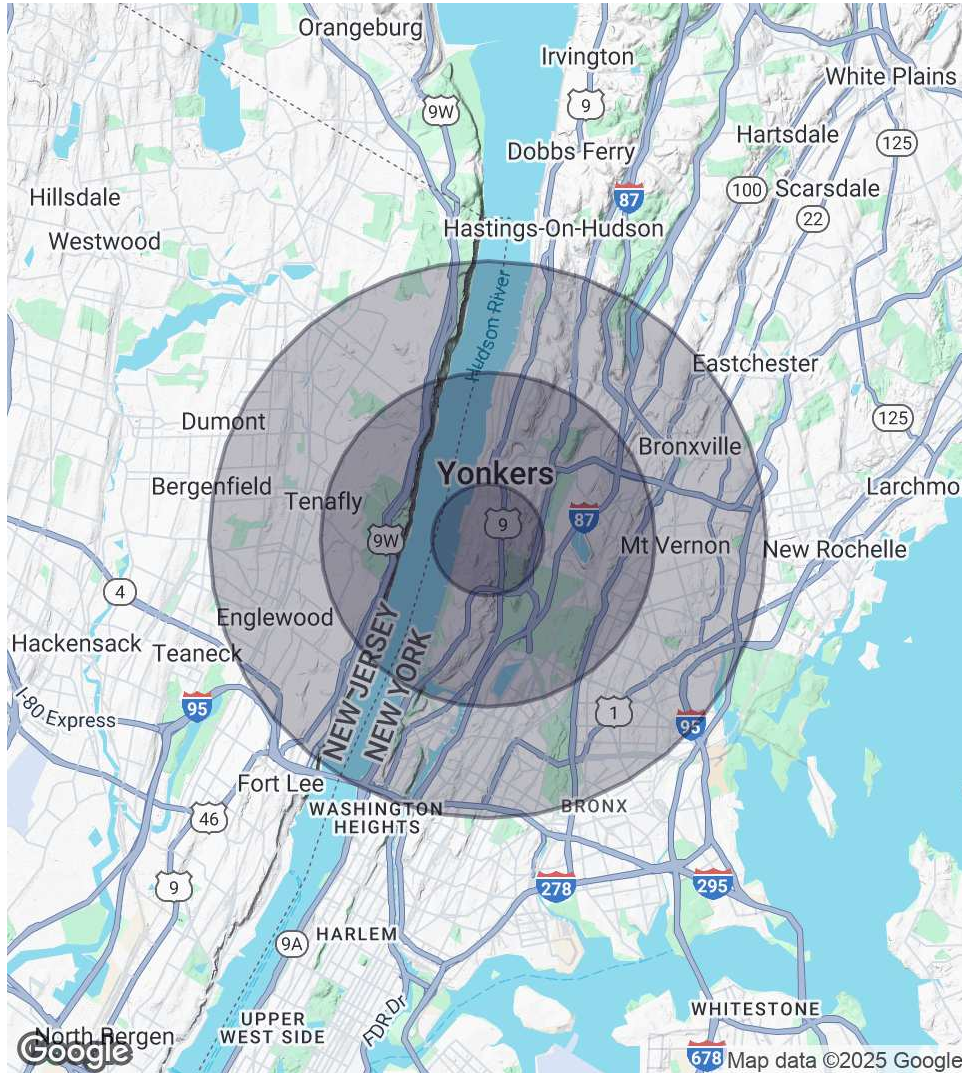 Orangeburg
Irvington
White Plains
9W
9
Hartsdale
125
Dobbs Ferry
87
100
Scarsdale
22
Hillsdale
Hastings-On-Hudson
Westwood
Hudson River
Eastchester
Dumont
125
Bronxville
Yonkers
Bergenfield
Tenafly
Larchmo
9
87
9W
Mt Vernon
New Rochelle
4
Englewood
Hackensack
Teaneck
NEW JERSEY
NEW YORK
I-80 Express
95
1
95
Fort Lee
WASHINGTON
HEIGHTS
BRONX
46
9
278
295
HARLEM
9A
FDR Dr
UPPER
WEST SIDE
WHITESTONE
North Bergen
Google
678
Map data ©2025 Google